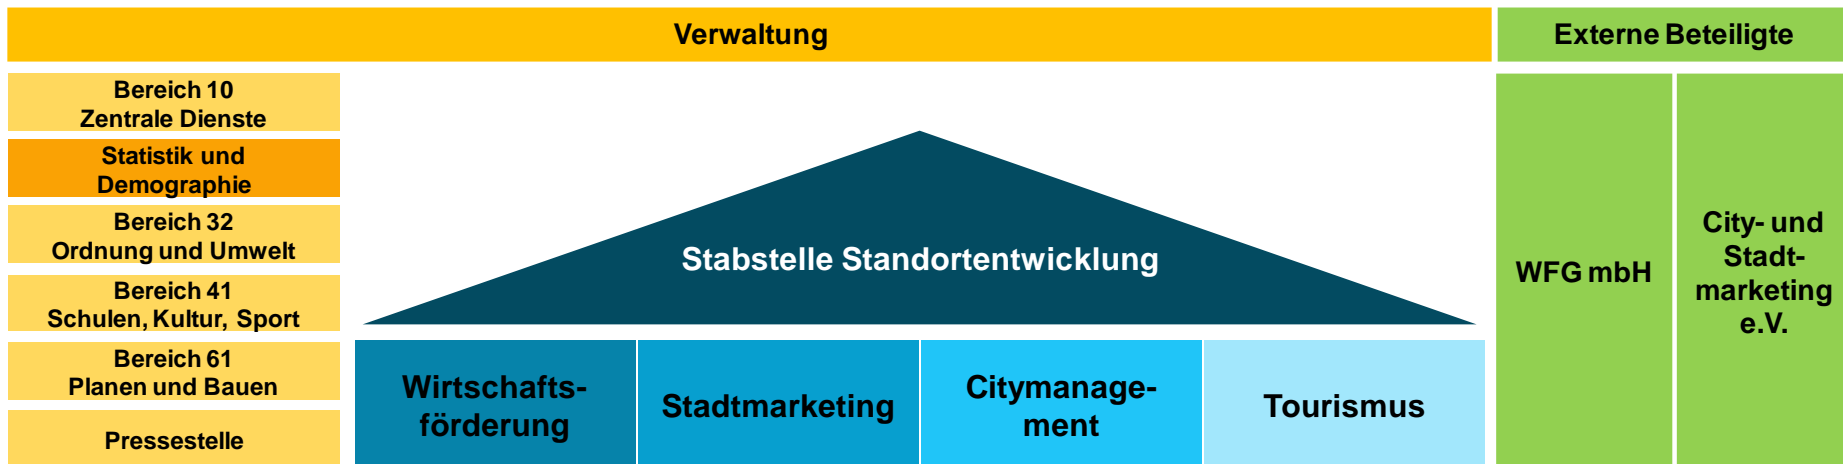 Verwaltung
Externe Beteiligte
Bereich 10
Zentrale Dienste
Statistik und
Demographie
Bereich 32
Ordnung und Umwelt
Bereich 41
Schulen, Kultur, Sport
Bereich 61
Planen und Bauen
Pressestelle
Stabstelle Standortentwicklung
Wirtschafts-
förderung
Stadtmarketing
Citymanage-
ment
Tourismus
WFG mbH
City- und
Stadt-
marketing
e.V.